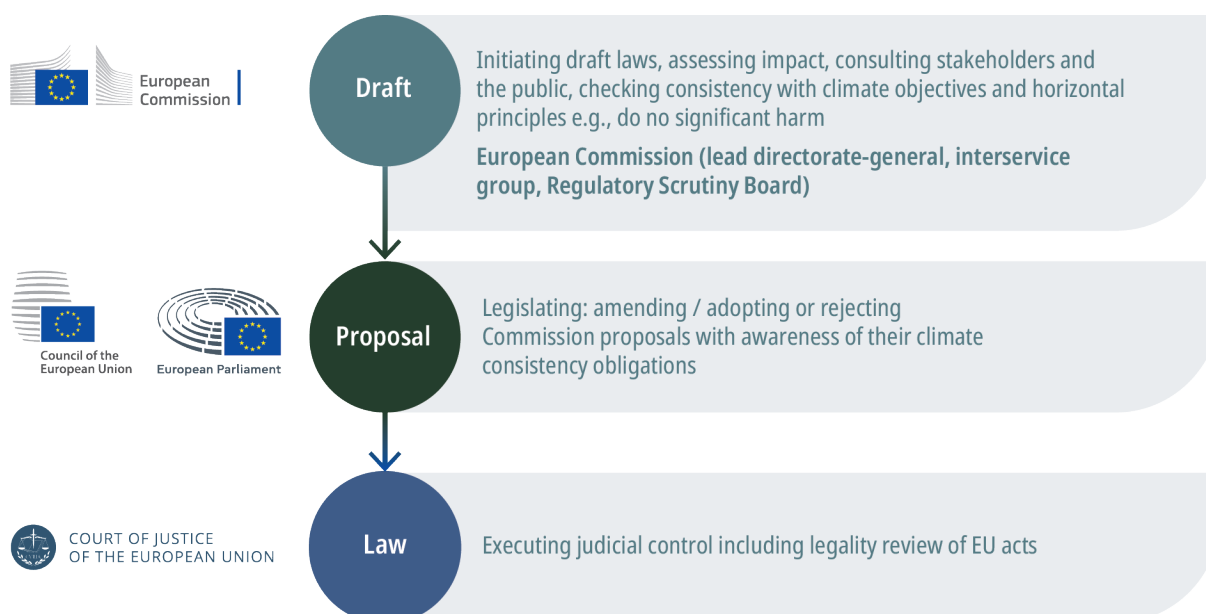 European
Commission
Draft
Initiating draft laws, assessing impact, consulting stakeholders and
the public, checking consistency with climate objectives and horizontal
principles e.g., do no significant harm
European Commission (lead directorate-general, interservice
group, Regulatory Scrutiny Board)
Council of the
European Union
European Parliament
Proposal
Legislating: amending / adopting or rejecting
Commission proposals with awareness of their climate
consistency obligations
COURT OF JUSTICE
OF THE EUROPEAN UNION
Law
Executing judicial control including legality review of EU acts